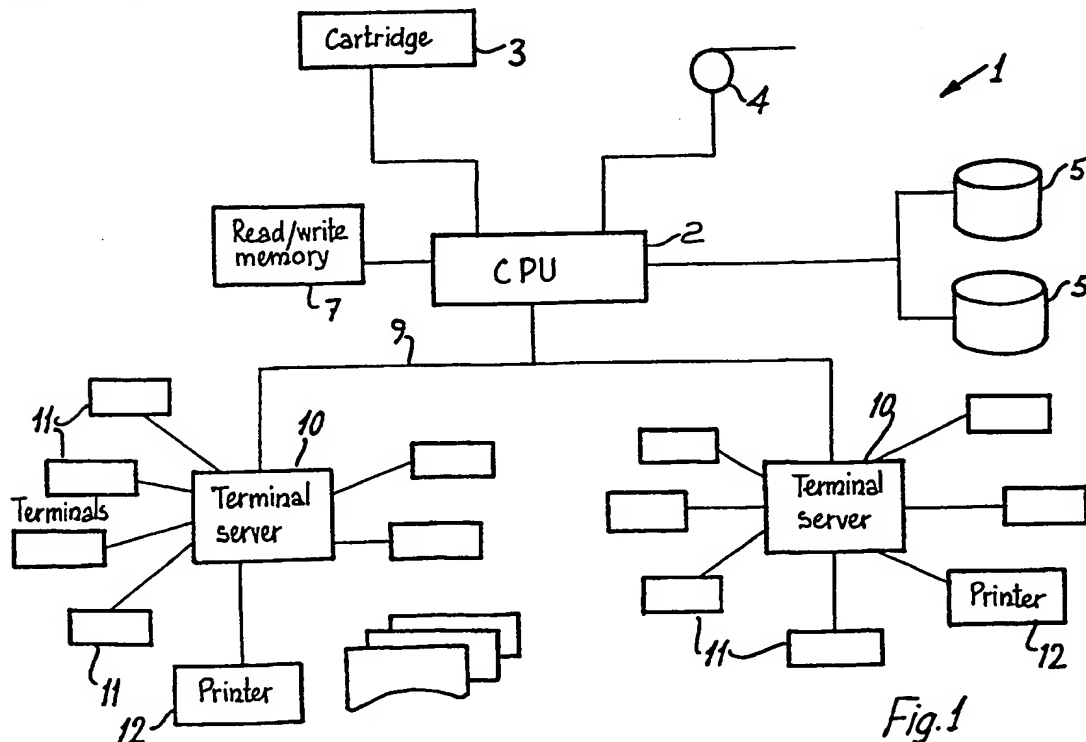 Cartridge
3
4
1
5
Read/write
memory
7
CPU
2
5
9
11
11
Terminals
10
Terminal
server
11
Printer
12
10
Terminal
server
11
Printer
12
Fig.1